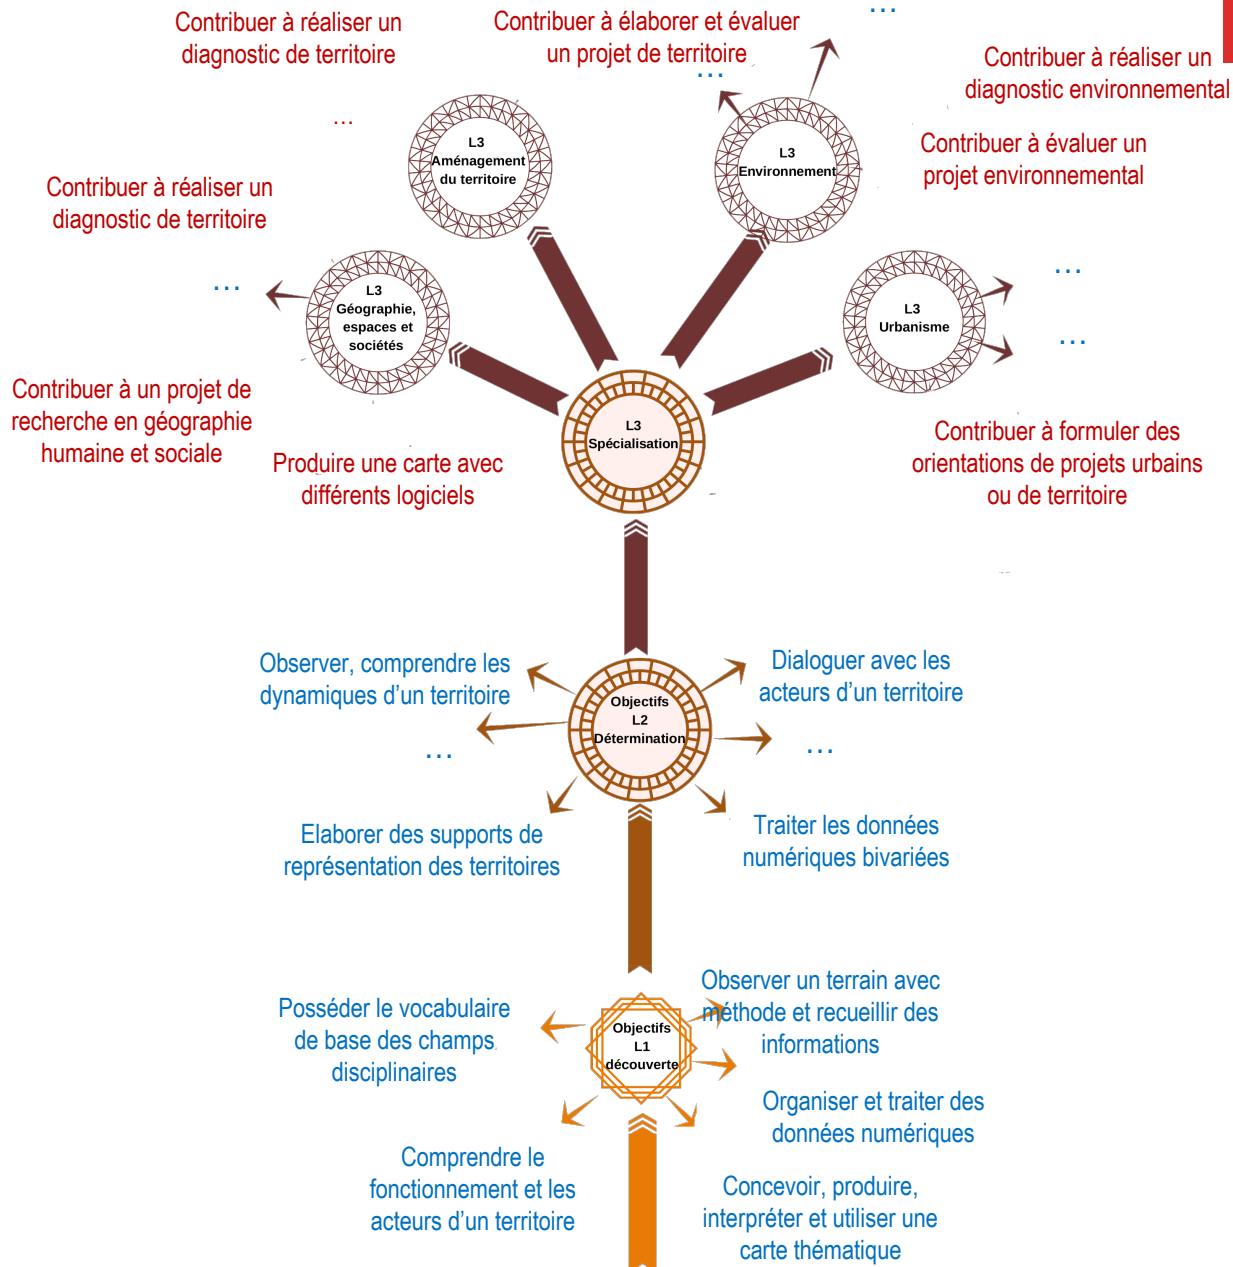 Contribuer à réaliser un
diagnostic de territoire
Contribuer à élaborer et évaluer
un projet de territoire
...
...
Contribuer à réaliser un
diagnostic environnemental
...
L3
Aménagement
du territoire
L3
Environnement
Contribuer à évaluer un
projet environnemental
Contribuer à réaliser un
diagnostic de territoire
...
L3
Géographie,
espaces et
sociétés
L3
Urbanisme
...
...
Contribuer à un projet de
recherche en géographie
humaine et sociale
Produire une carte avec
différents logiciels
L3
Spécialisation
Contribuer à formuler des
orientations de projets urbains
ou de territoire
Observer, comprendre les
dynamiques d’un territoire
...
Objectifs
L2
Détermination
Dialoguer avec les
acteurs d’un territoire
...
Elaborer des supports de
représentation des territoires
Traiter les données
numériques bivariées
Posséder le vocabulaire
de base des champs
disciplinaires
Objectifs
L1
découverte
Observer un terrain avec
méthode et recueillir des
informations
Organiser et traiter des
données numériques
Comprendre le
fonctionnement et les
acteurs d’un territoire
Concevoir, produire,
interpréter et utiliser une
carte thématique